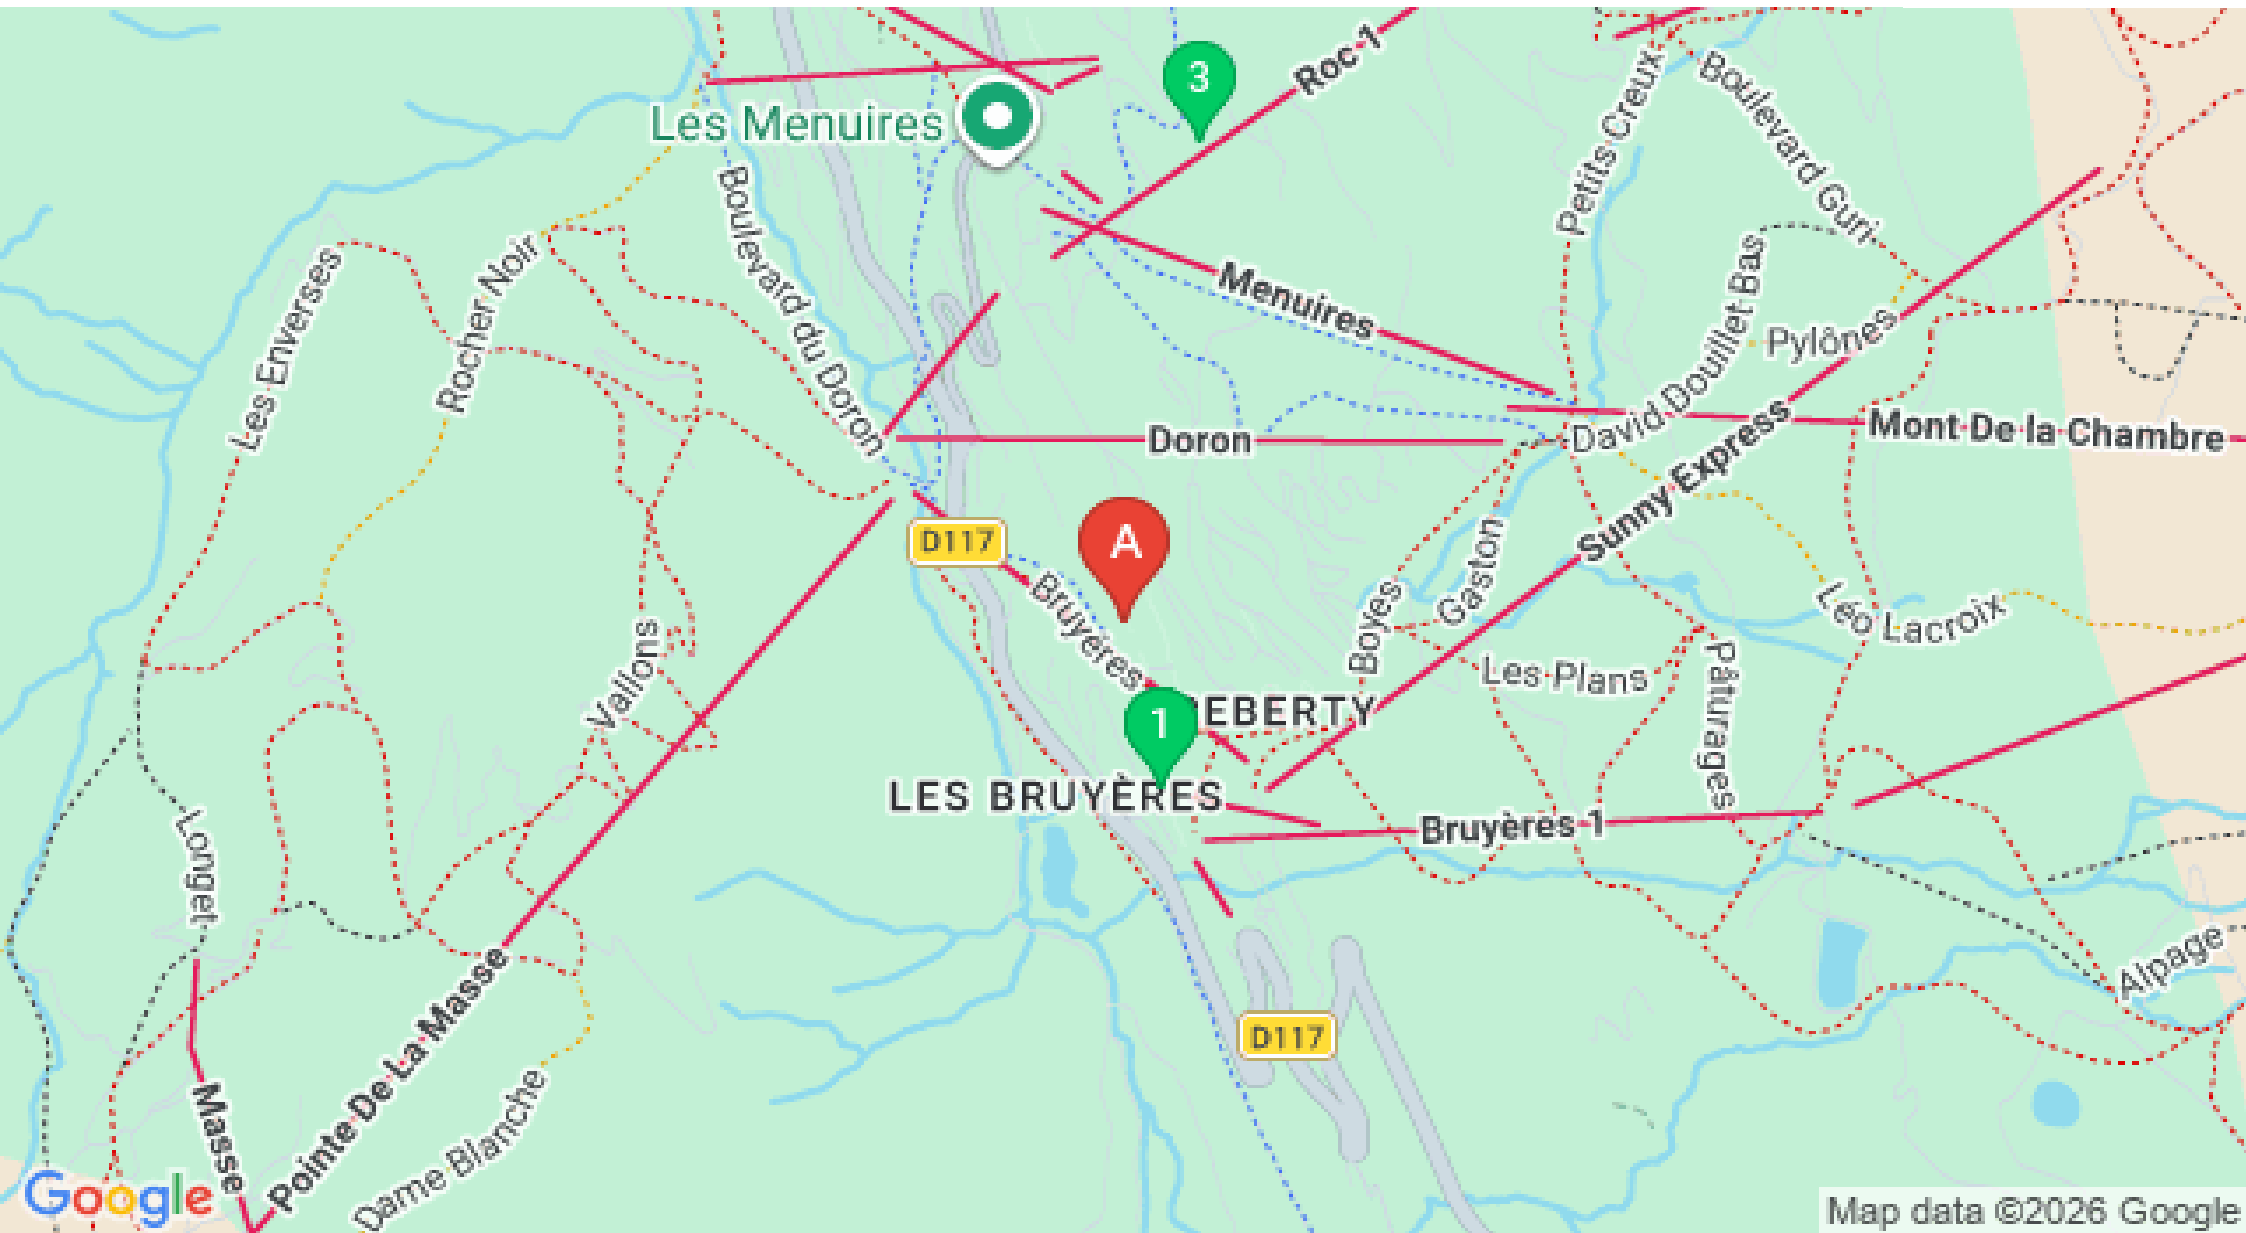 3
Roc 1
Les Menuires
Petits Creux
Boulevard Guri
Boulevard du Doron
Les Enverses
Rocher Noir
Menuires
David Douillet Bas
Pylônes
Doron
Mont De la Chambre
Sunny Express
D117
A
Bruyères
Boyes
Gaston
Léo Lacroix
Les Plans
Pâturages
Vallons
1
EBERTY
LES BRUYÈRES
Bruyères 1
Longet
Alpage
D117
Masse
Pointe De La Masse
Dame Blanche
Google
Map data ©2026 Google